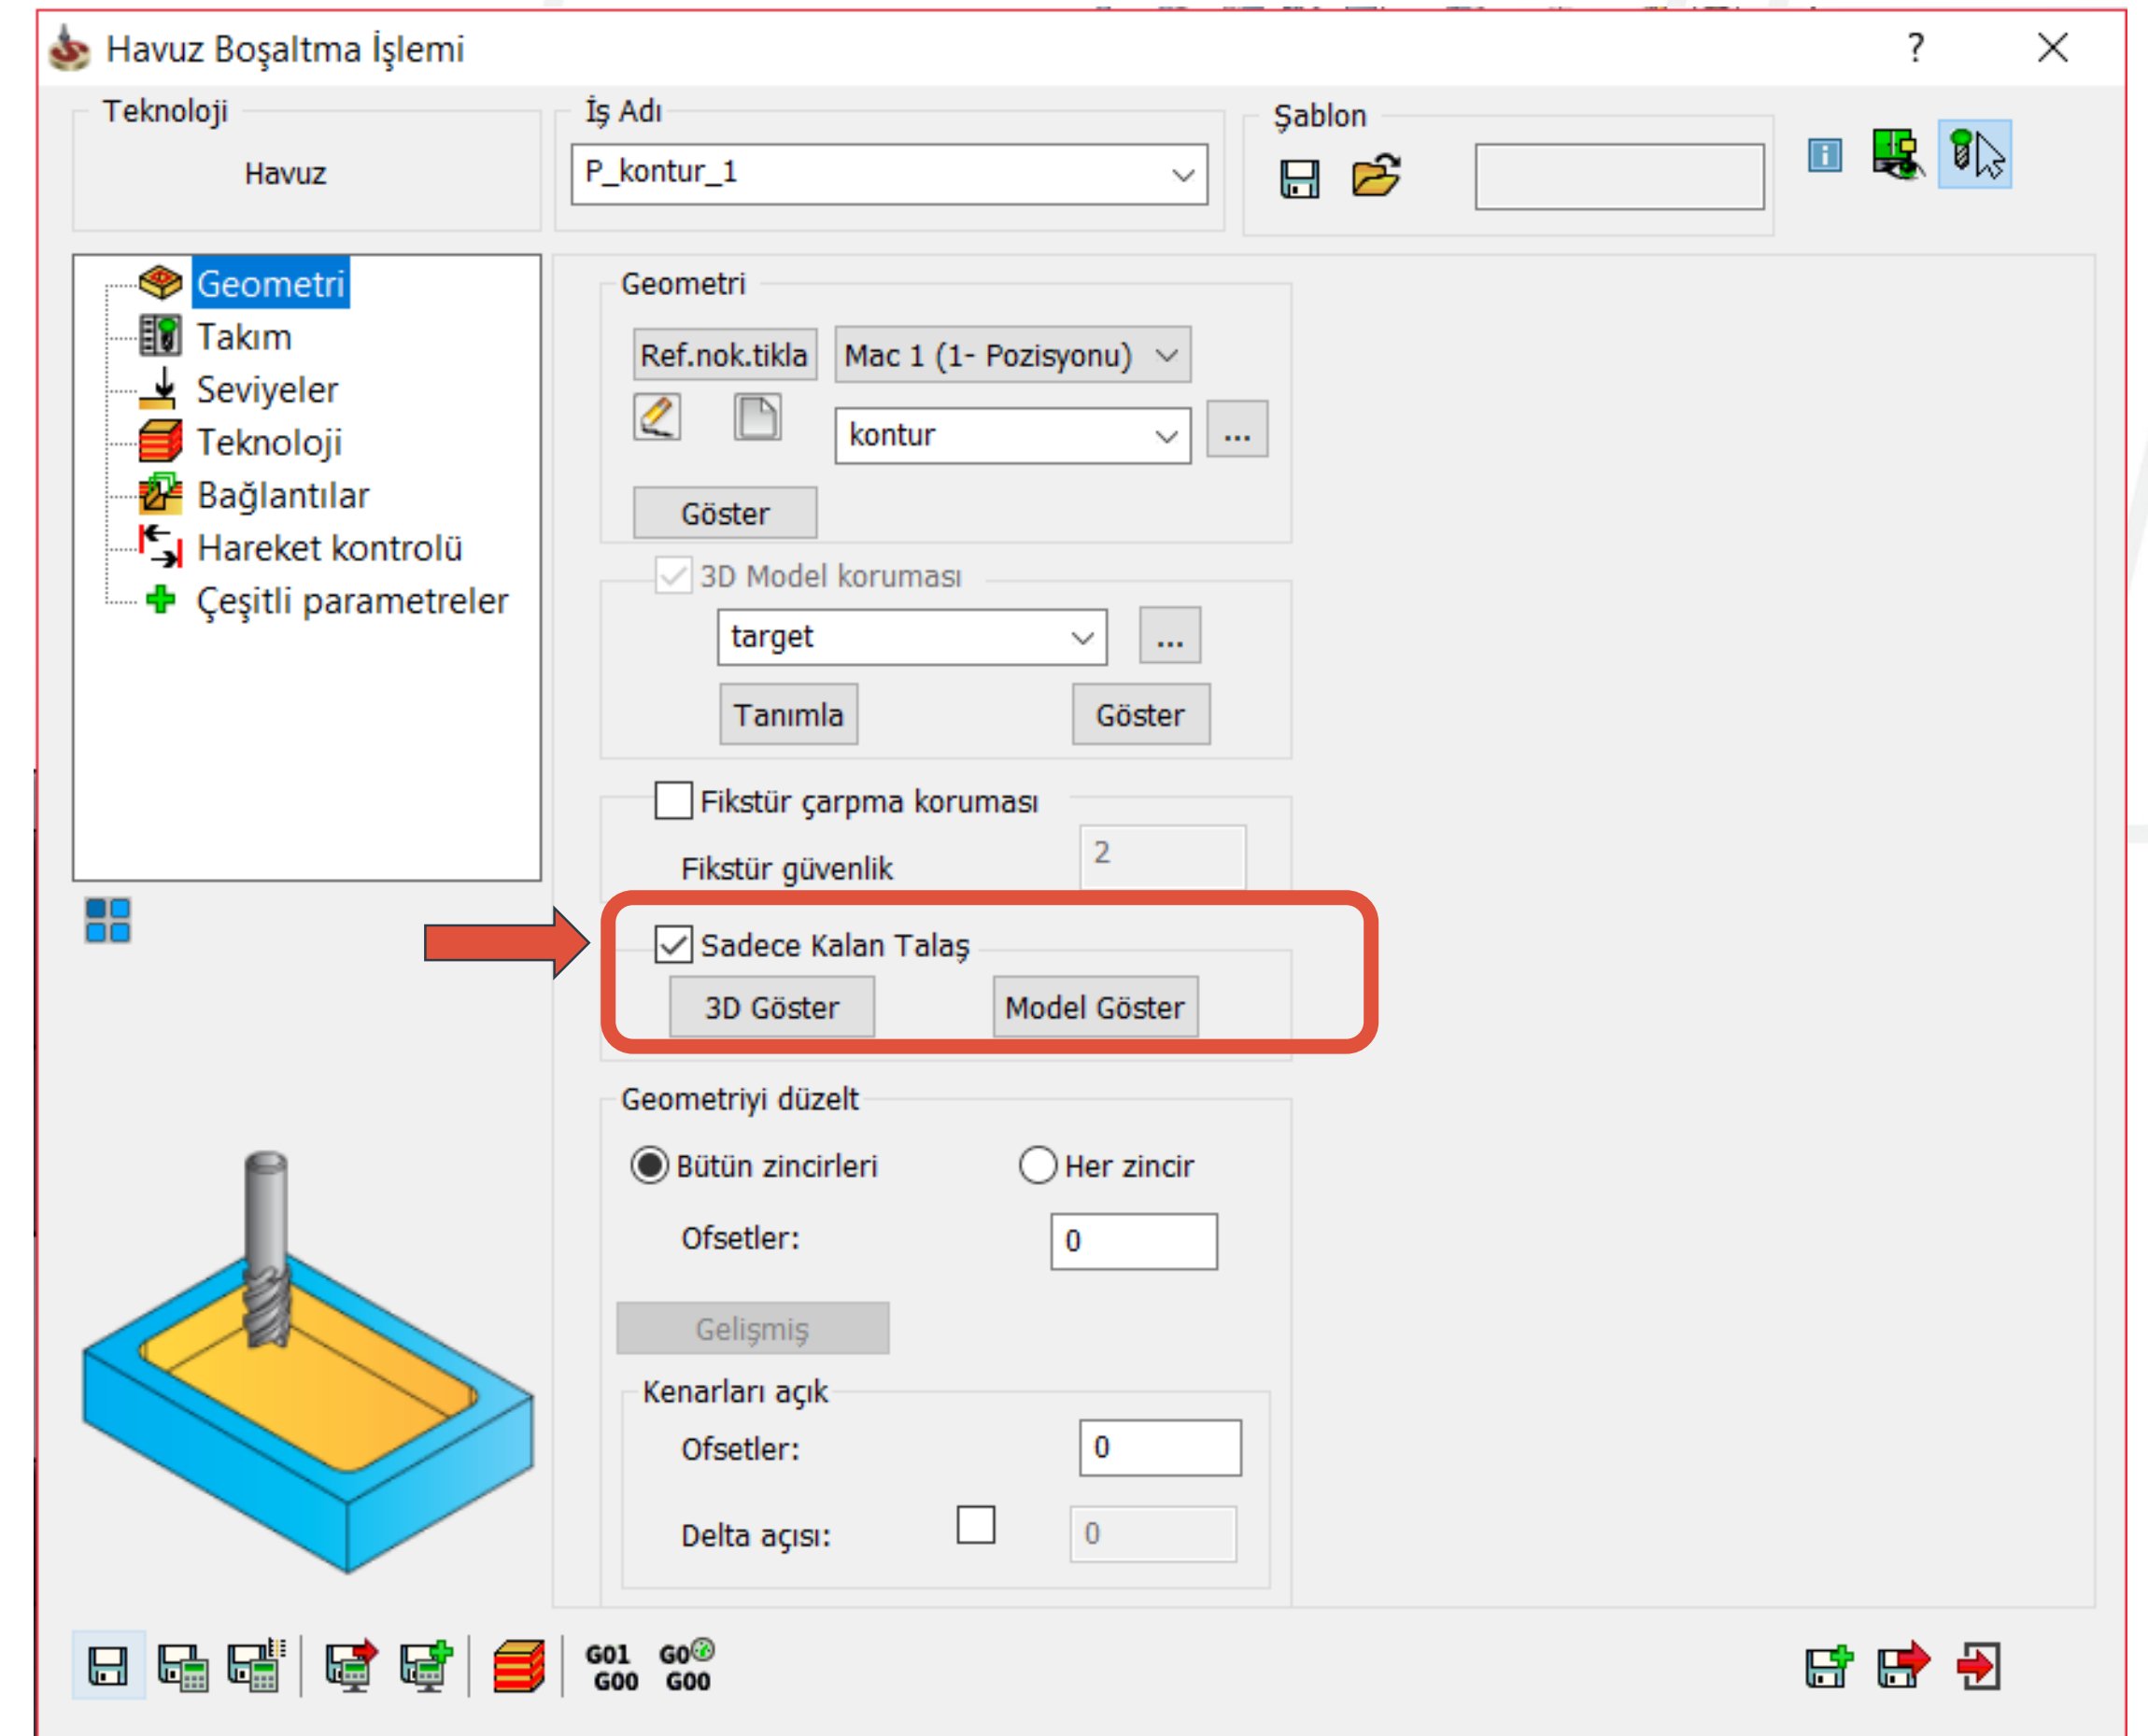 Havuz Boşaltma İşlemi
?
Teknoloji
Havuz
İş Adı
P_kontur_1
Şablon
Geometri
Takım
Seviyeler
Teknoloji
Bağlantılar
Hareket kontrolü
Çeşitli parametreler
Geometri
Ref.nok.tikla
Mac 1 (1- Pozisyonu)
kontur
...
Göster
3D Model koruması
target
...
Tanımla
Göster
Fikstür çarpma koruması
Fikstür güvenlik
2
Sadece Kalan Talaş
3D Göster
Model Göster
Geometriyi düzelt
Bütün zincirleri
Her zincir
Ofsetler:
0
Gelişmiş
Kenarları açık
Ofsetler:
0
Delta açısı:
0
G01
G00
G0
G00